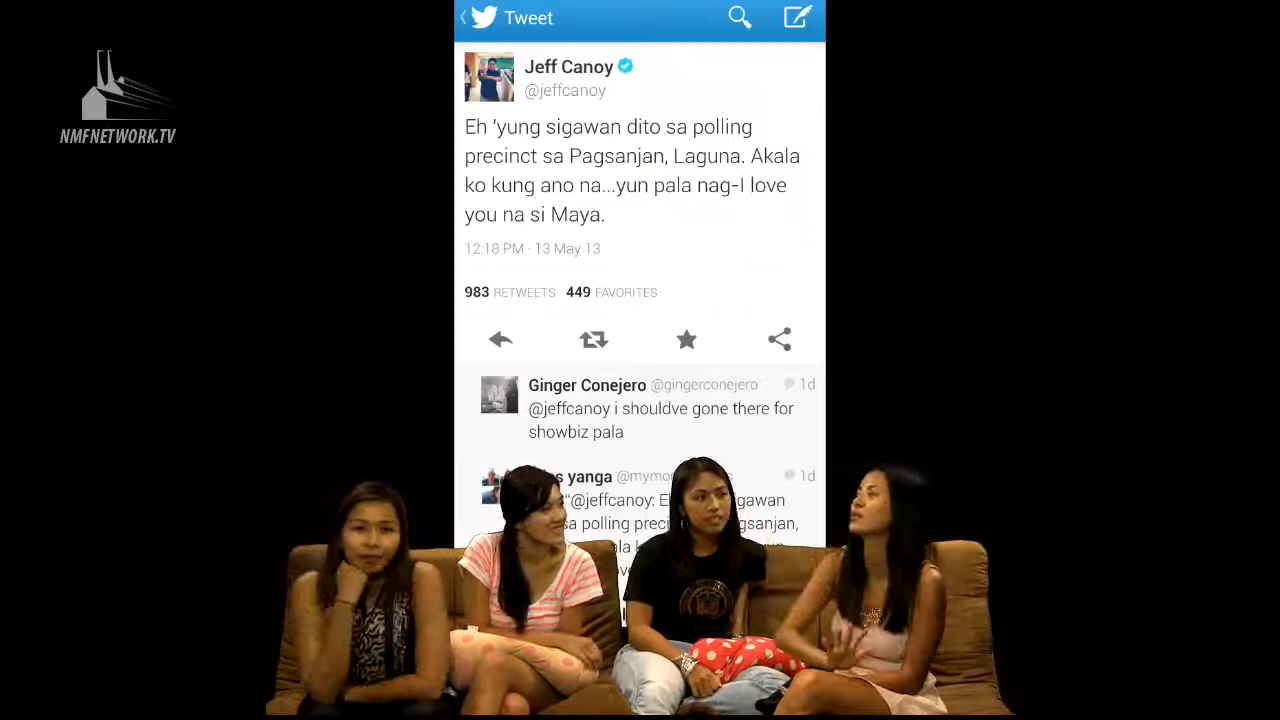 Tweet
NMFNETWORK.TV
Jeff Canoy
@jeffcanoy
Eh 'yung sigawan dito sa polling
precinct sa Pagsanjan, Laguna. Akala
ko kung ano na...yun pala nag-I love
you na si Maya.
12:18 PM · 13 May 13
983 RETWEETS 449 FAVORITES
Ginger Conejero @gingerconejero 1d
@jeffcanoy i shouldve gone there for
showbiz pala
yanga 1d
"@jeffcanoy:
sa polling